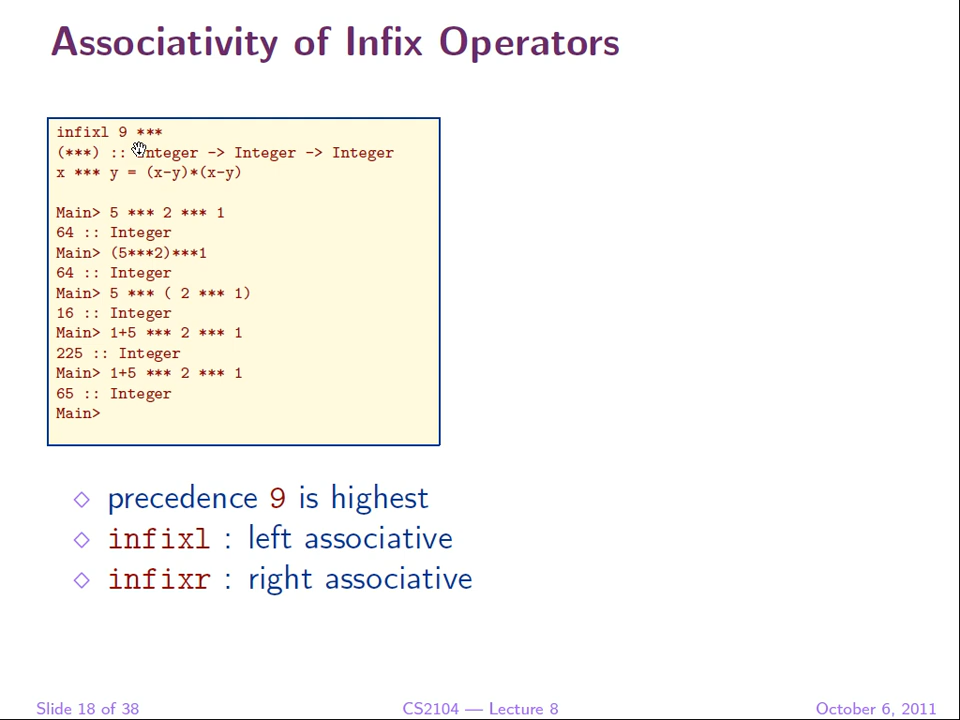 Associativity of Infix Operators
infixl 9 ***
(***) :: Integer -> Integer -> Integer
x *** y = (x-y)*(x-y)
Main> 5 *** 2 *** 1
64 :: Integer
Main> (5***2)***1
64 :: Integer
Main> 5 *** ( 2 *** 1)
16 :: Integer
Main> 1+5 *** 2 *** 1
225 :: Integer
Main> 1+5 *** 2 *** 1
65 :: Integer
Main>
◇ precedence 9 is highest
◇ infixl : left associative
◇ infixr : right associative
Slide 18 of 38 CS2104 — Lecture 8 October 6, 2011